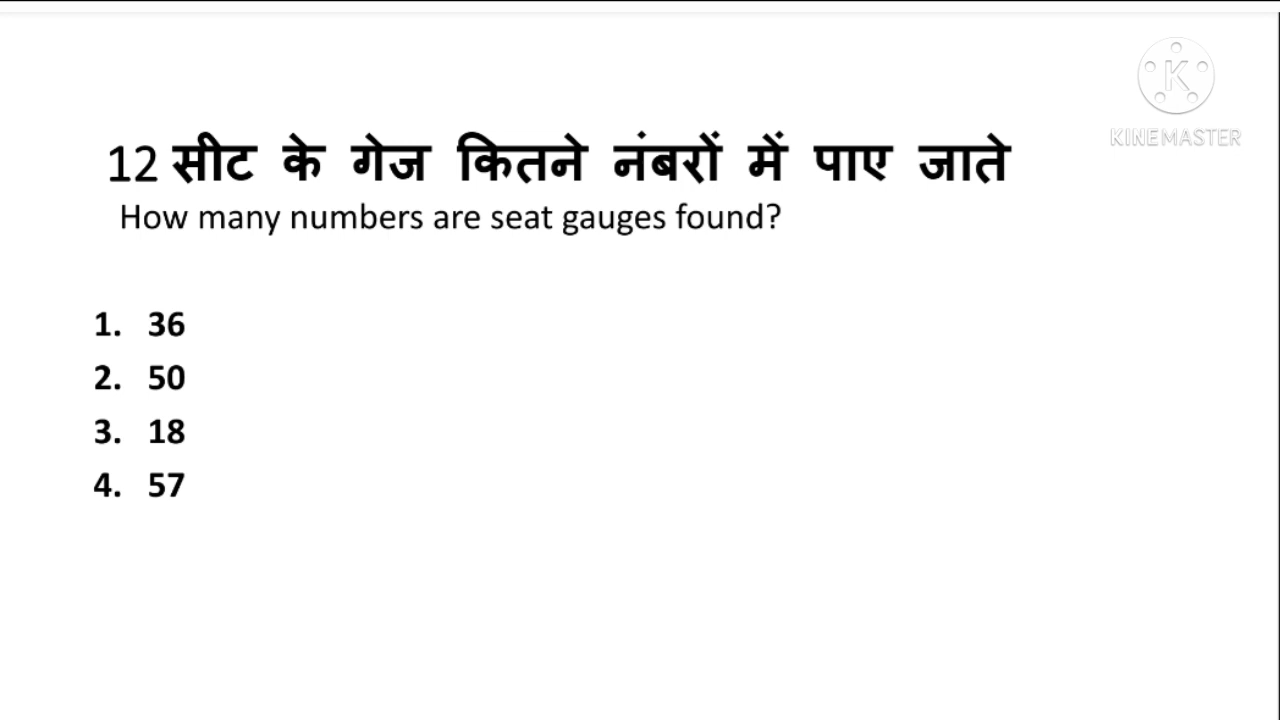 K
KINEMASTER
12 सीट के गेज कितने नंबरों में पाए जाते
How many numbers are seat gauges found?
1. 36
2. 50
3. 18
4. 57